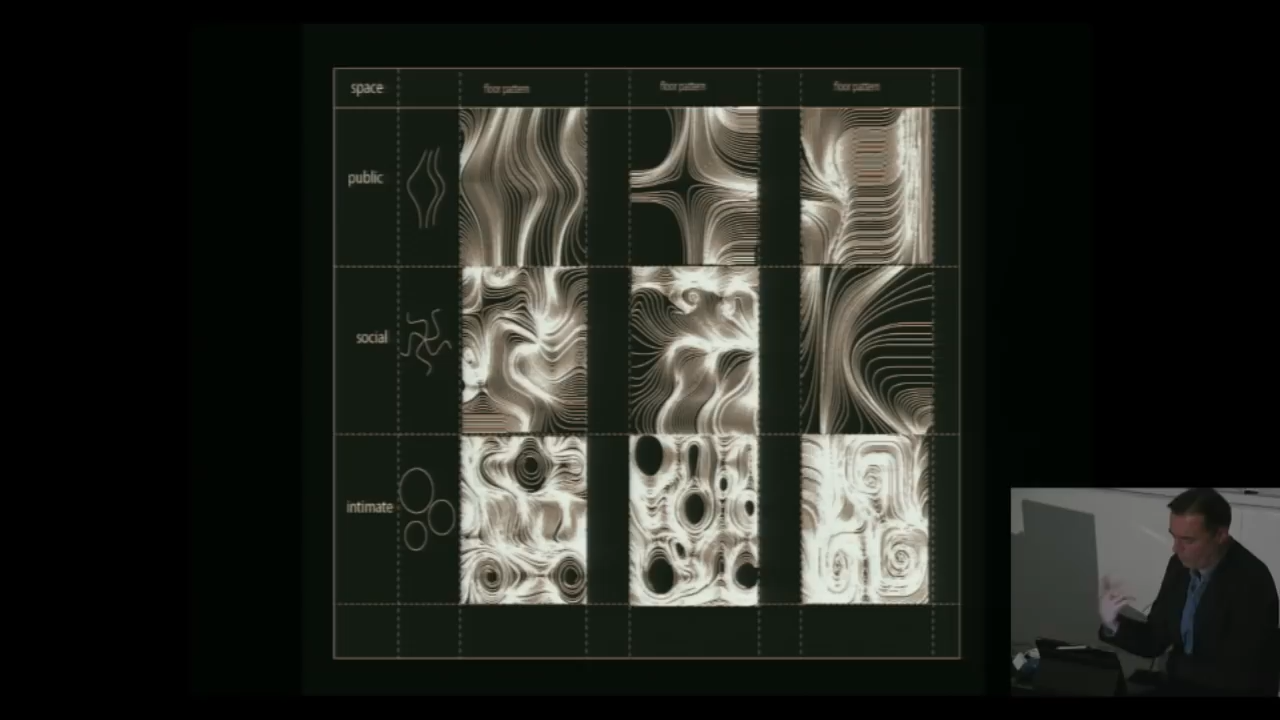 space
floor pattern
floor pattern
floor pattern
public
social
intimate